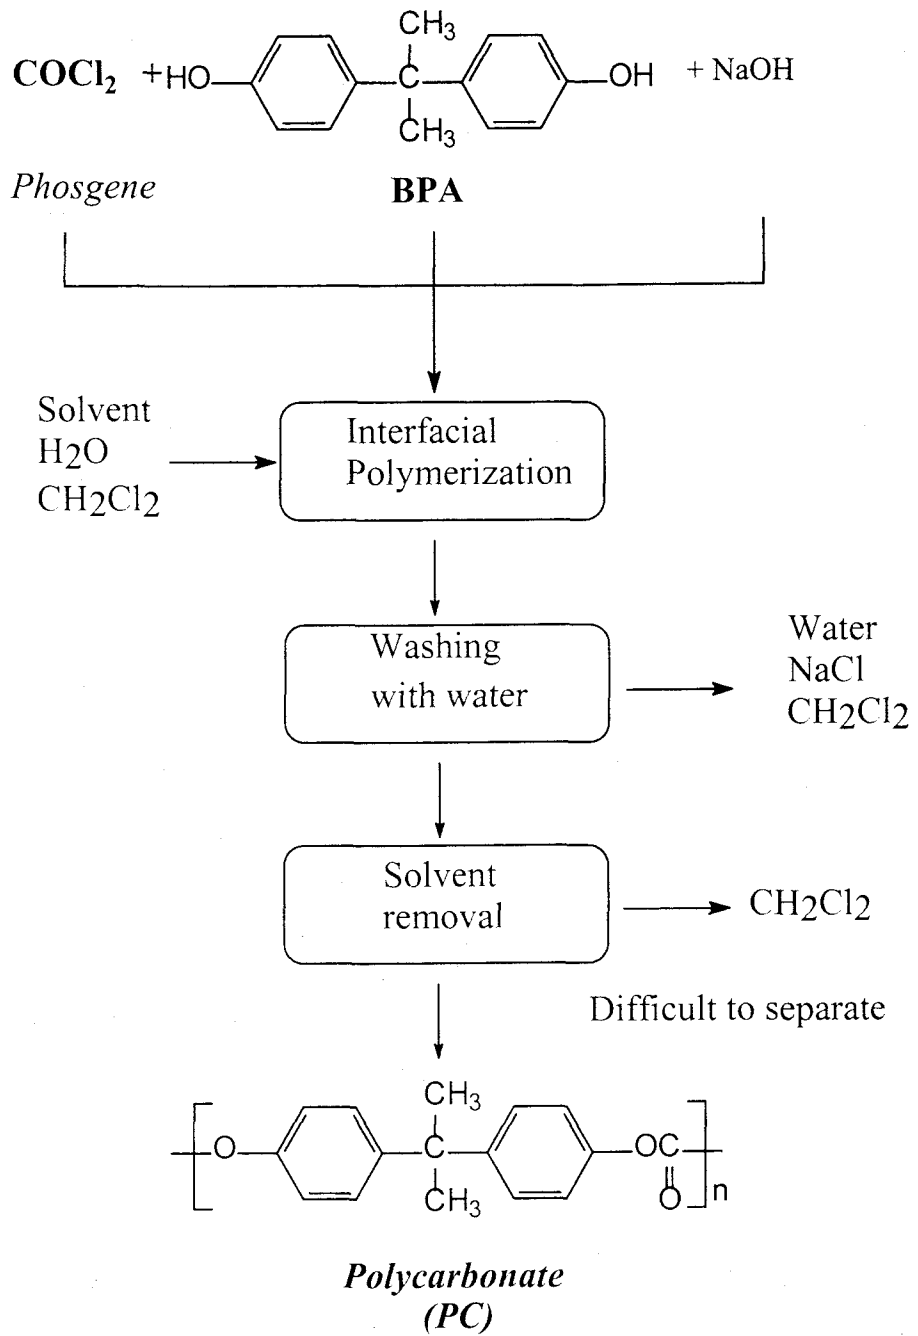 CH3
COCl2 +HO C OH + NaOH
CH3
Phosgene BPA
Solvent
H2O
CH2Cl2
Interfacial
Polymerization
Washing
with water
Water
NaCl
CH2Cl2
Solvent
removal
CH2Cl2
Difficult to separate
CH3
O C OC
CH3 O n
Polycarbonate
(PC)